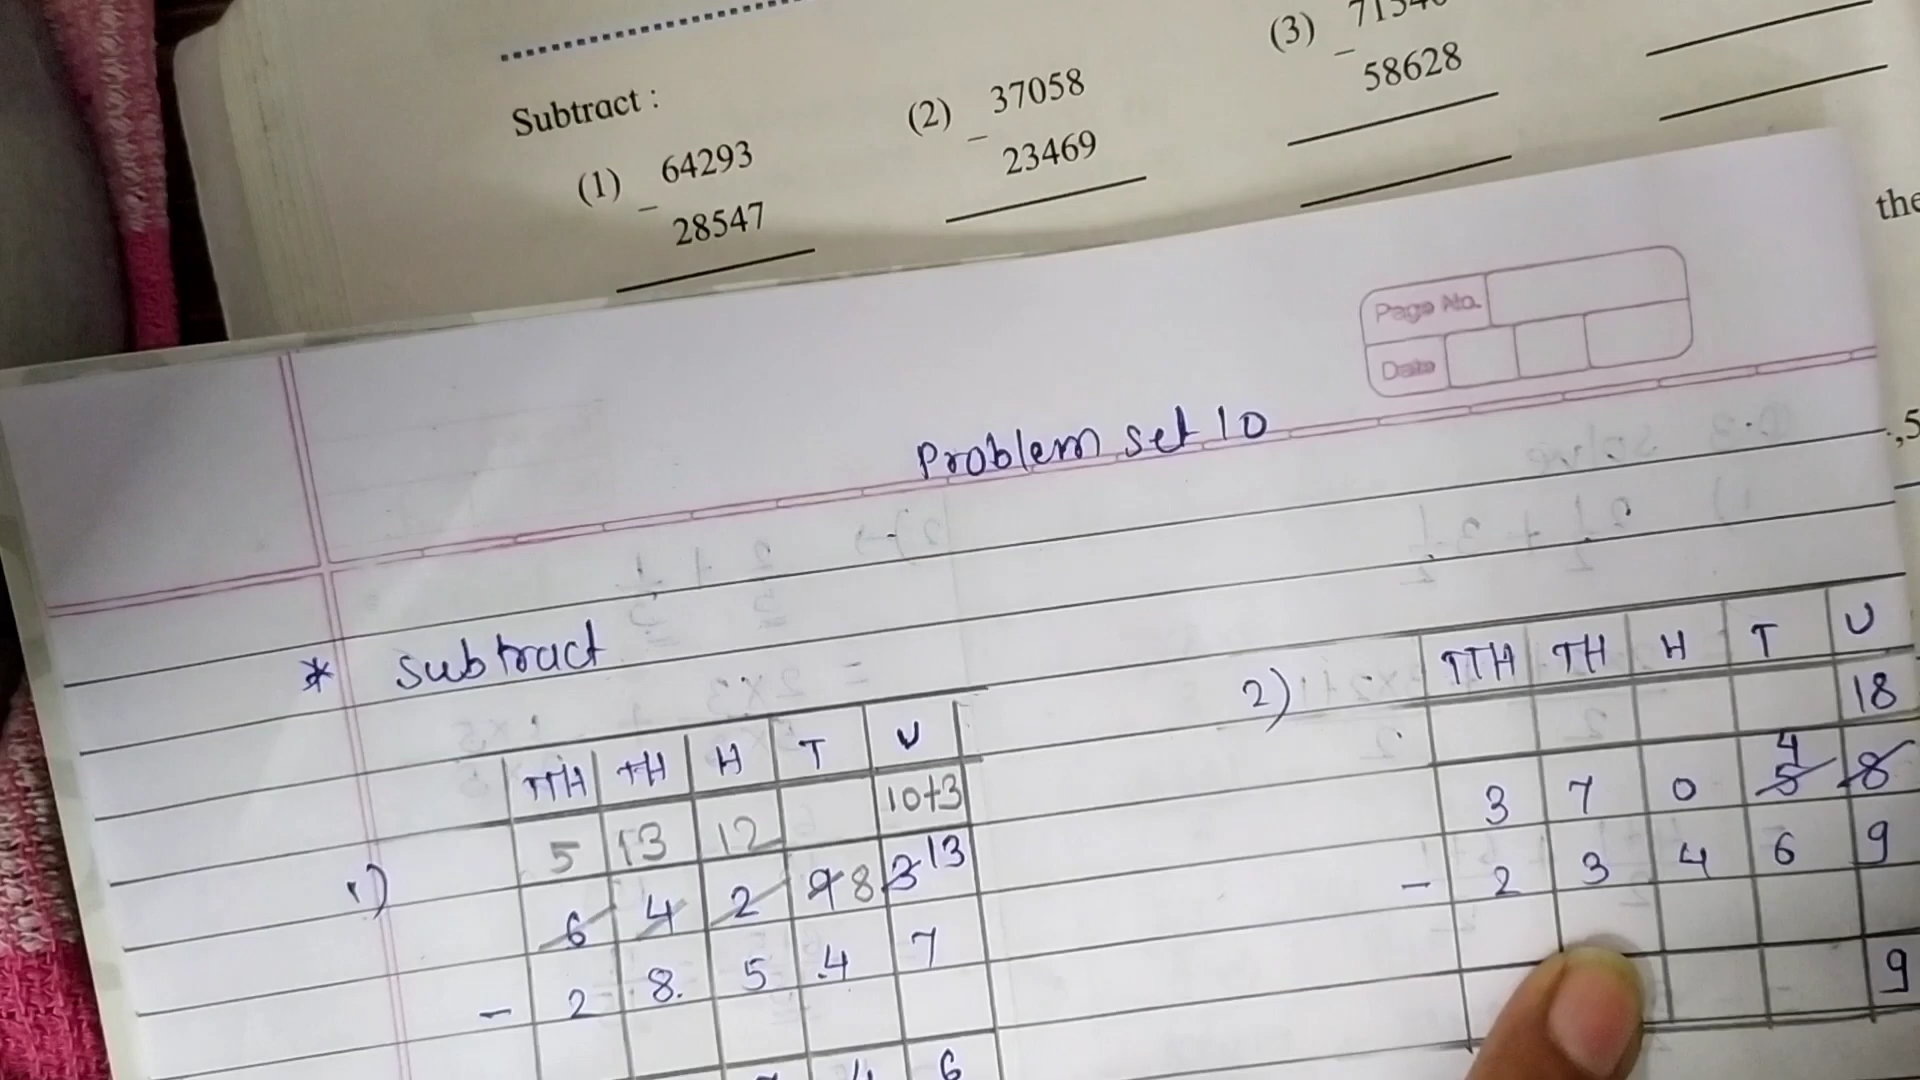 Subtract :
(1) 64293
- 28547
(2) 37058
- 23469
(3)
- 58628
the
,5
Page No.
Date
Problem set 10
* Subtract
1)
TTH TH H T U
5 13 12 10+3
6 4 2 9 8 3 13
- 2 8. 5 4 7
4 6
2)
TTH TH H T U
18
4
3 7 0 5 8
- 2 3 4 6 9
9